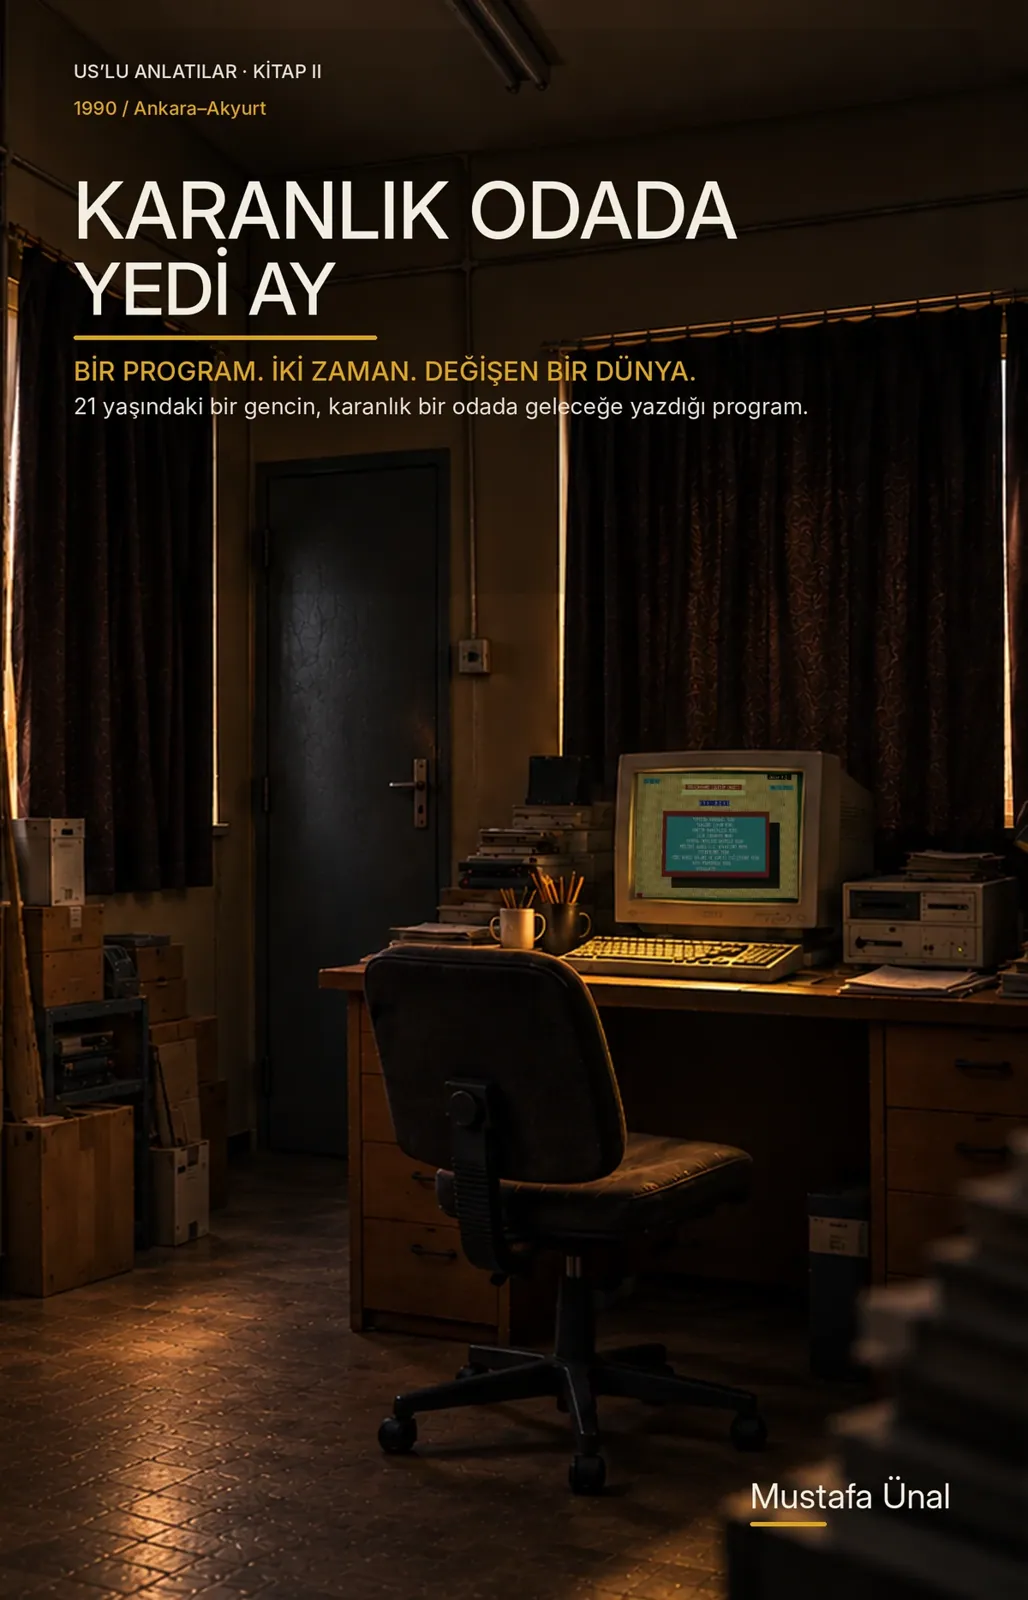 US’LU ANLATILAR · KİTAP II
1990 / Ankara–Akyurt
KARANLIK ODADA
YEDİ AY
BİR PROGRAM. İKİ ZAMAN. DEĞİŞEN BİR DÜNYA.
21 yaşındaki bir gencin, karanlık bir odada geleceğe yazdığı program.
Mustafa Ünal